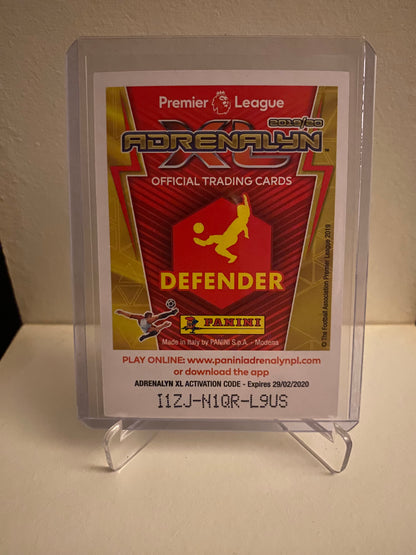 Premier League
2019/20
ADRENALYN XL™
OFFICIAL TRADING CARDS
DEFENDER
PANINI
Made in Italy by PANINI S.p.A. - Modena
© The Football Association Premier League 2019
PLAY ONLINE: www.paniniadrenalynpl.com
or download the app
ADRENALYN XL ACTIVATION CODE - Expires 29/02/2020
I1ZJ-N1QR-L9US